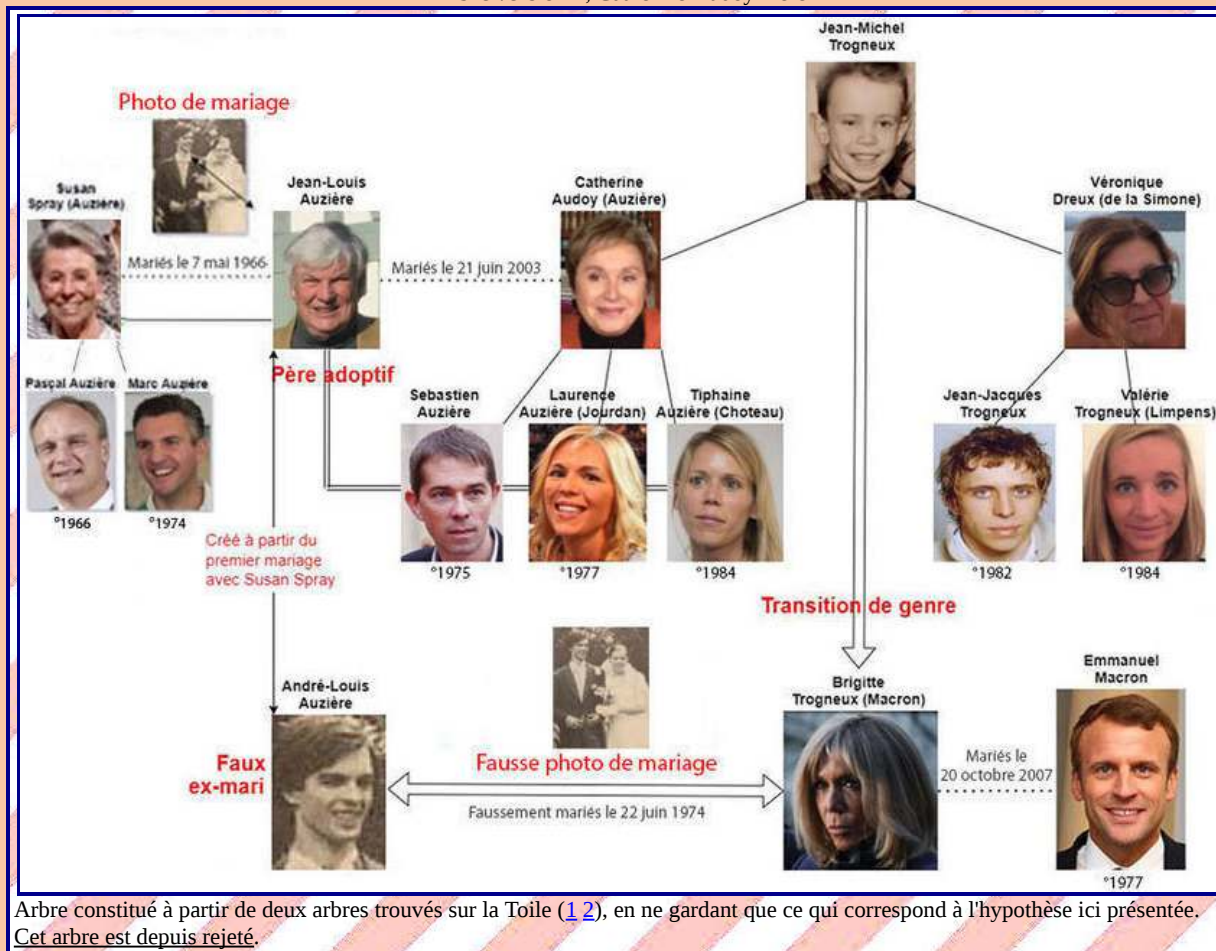 Jean-Michel
Trogneux
Photo de mariage
Susan
Spray (Auzière)
Jean-Louis
Auzière
Catherine
Audoy (Auzière)
Véronique
Dreux (de la Simone)
Mariés le 7 mai 1966
Mariés le 21 juin 2003
Père adoptif
Pascal Auzière
Marc Auzière
Sebastien
Auzière
Laurence
Auzière (Jourdan)
Tiphaine
Auzière (Choteau)
Jean-Jacques
Trogneux
Valérie
Trogneux (Limpens)
°1966
°1974
°1975
°1977
°1984
°1982
°1984
Créé à partir du
premier mariage
avec Susan Spray
Transition de genre
André-Louis
Auzière
Brigitte
Trogneux (Macron)
Emmanuel
Macron
Faux
ex-mari
Fausse photo de mariage
Faussement mariés le 22 juin 1974
Mariés le
20 octobre 2007
°1977
Arbre constitué à partir de deux arbres trouvés sur la Toile (1 2), en ne gardant que ce qui correspond à l'hypothèse ici présentée.
Cet arbre est depuis rejeté.